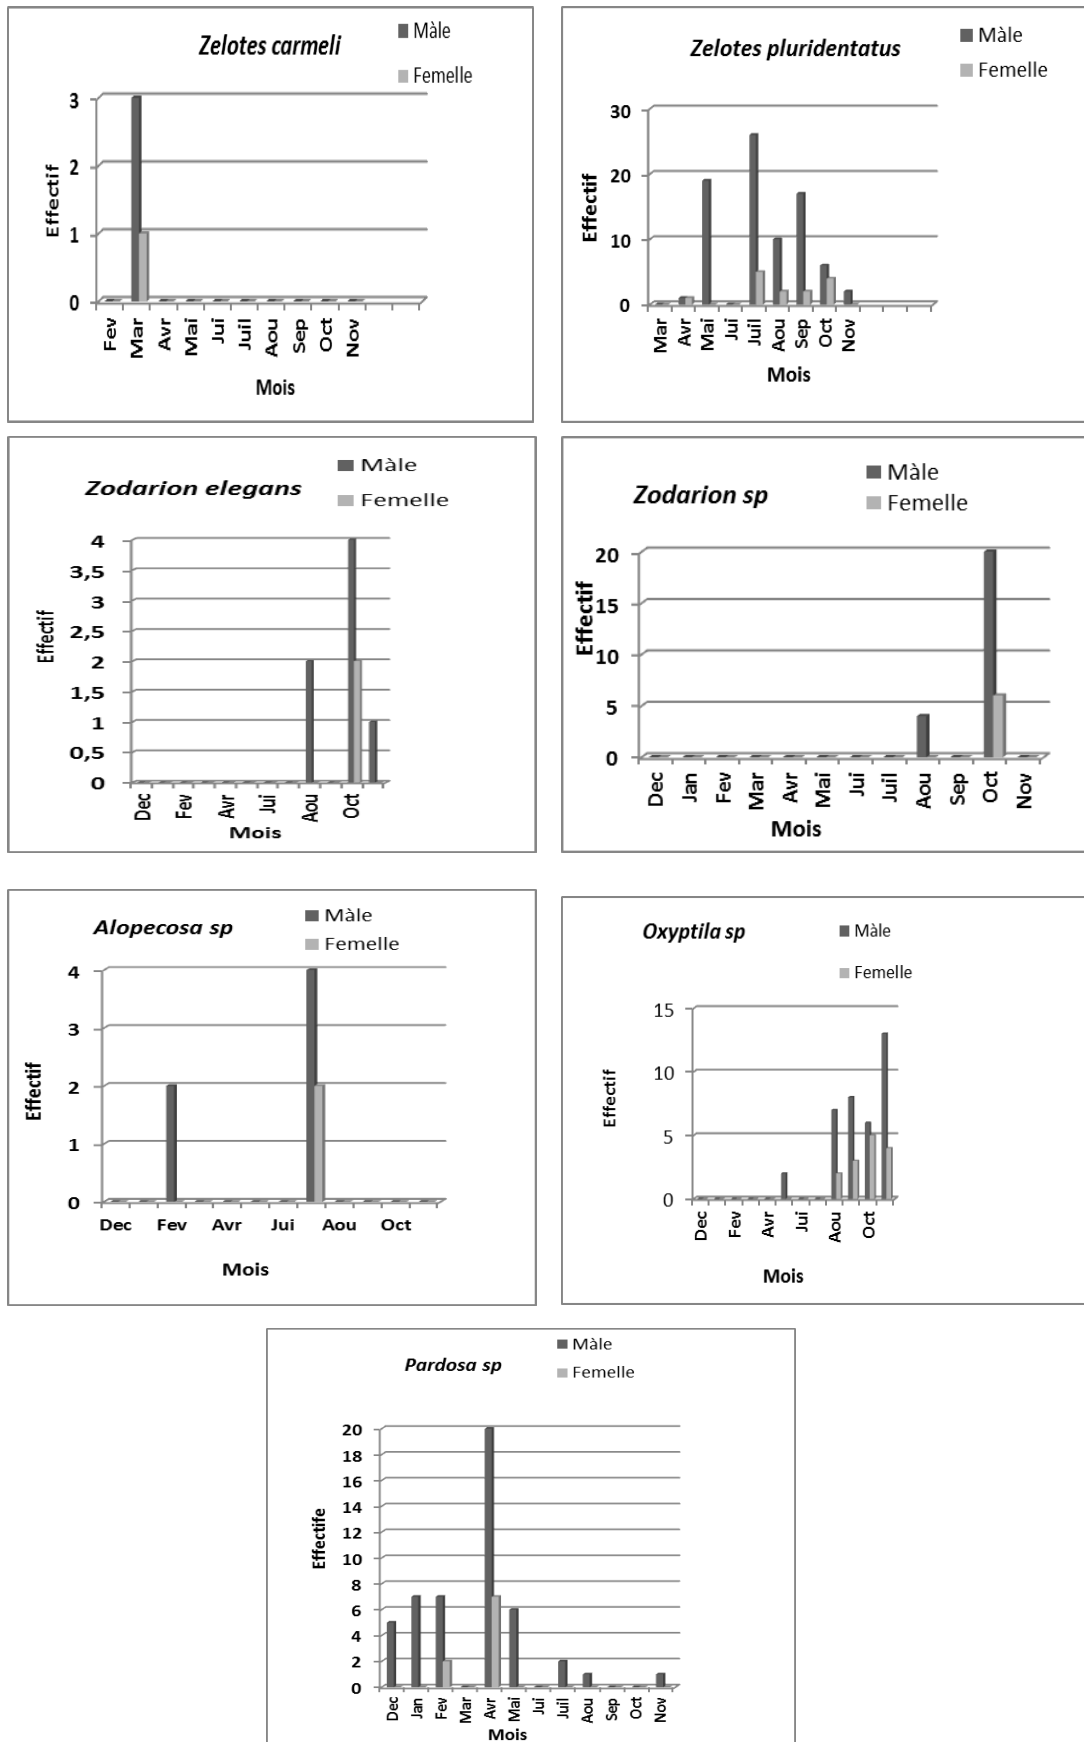 Zelotes carmeli
Màle
Femelle
3
2
1
0
Effectif
Fev Mar Avr Mai Jui Juil Aou Sep Oct Nov
Mois
Zelotes pluridentatus
Màle
Femelle
30
20
10
0
Effectif
Mar Avr Mai Jui Juil Aou Sep Oct Nov
Mois
Zodarion elegans
Màle
Femelle
4
3,5
3
2,5
2
1,5
1
0,5
0
Effectif
Dec Fev Avr Jui Aou Oct
Mois
Zodarion sp
Màle
Femelle
20
15
10
5
0
Effectif
Dec Jan Fev Mar Avr Mai Jui Juil Aou Sep Oct Nov
Mois
Alopecosa sp
Màle
Femelle
4
3
2
1
0
Effectif
Dec Fev Avr Jui Aou Oct
Mois
Oxyptila sp
Màle
Femelle
15
10
5
0
Effectif
Dec Fev Avr Jui Aou Oct
Mois
Pardosa sp
Màle
Femelle
20
18
16
14
12
10
8
6
4
2
0
Effectife
Dec Jan Fev Mar Avr Mai Jui Juil Aou Sep Oct Nov
Mois